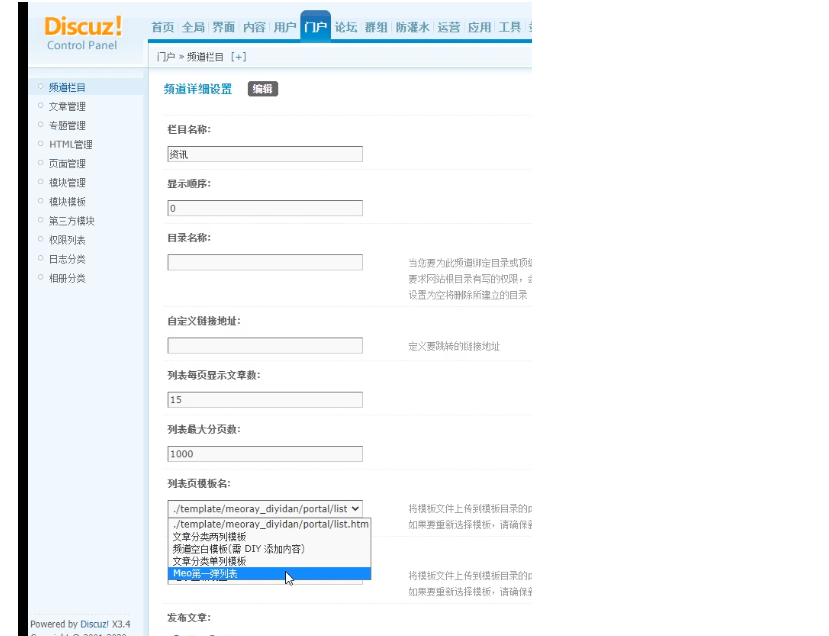 Discuz!
Control Panel
首页 全局 界面 内容 用户 门户 论坛 群组 防灌水 运营 应用 工具
门户 » 频道栏目 [+]
频道栏目
文章管理
专题管理
HTML管理
页面管理
模块管理
模块模板
第三方模块
权限列表
日志分类
相册分类
频道详细设置 编辑
栏目名称:
资讯
显示顺序:
0
目录名称:
当您要为此频道绑定目录或顶
要求网站根目录有写的权限，
设置为空将删除所建立的目录
自定义链接地址:
定义要跳转的链接地址
列表每页显示文章数:
15
列表最大分页数:
1000
列表页模板名:
./template/meoray_diyidan/portal/list
将模板文件上传到模板目录的
如果要重新选择模板，请确保
./template/meoray_diyidan/portal/list.htm
文章分类两列模板
频道空白模板(需 DIY 添加内容)
文章分类单列模板
Meo第一弹列表
将模板文件上传到模板目录的
如果要重新选择模板，请确保
发布文章:
Powered by Discuz! X3.4